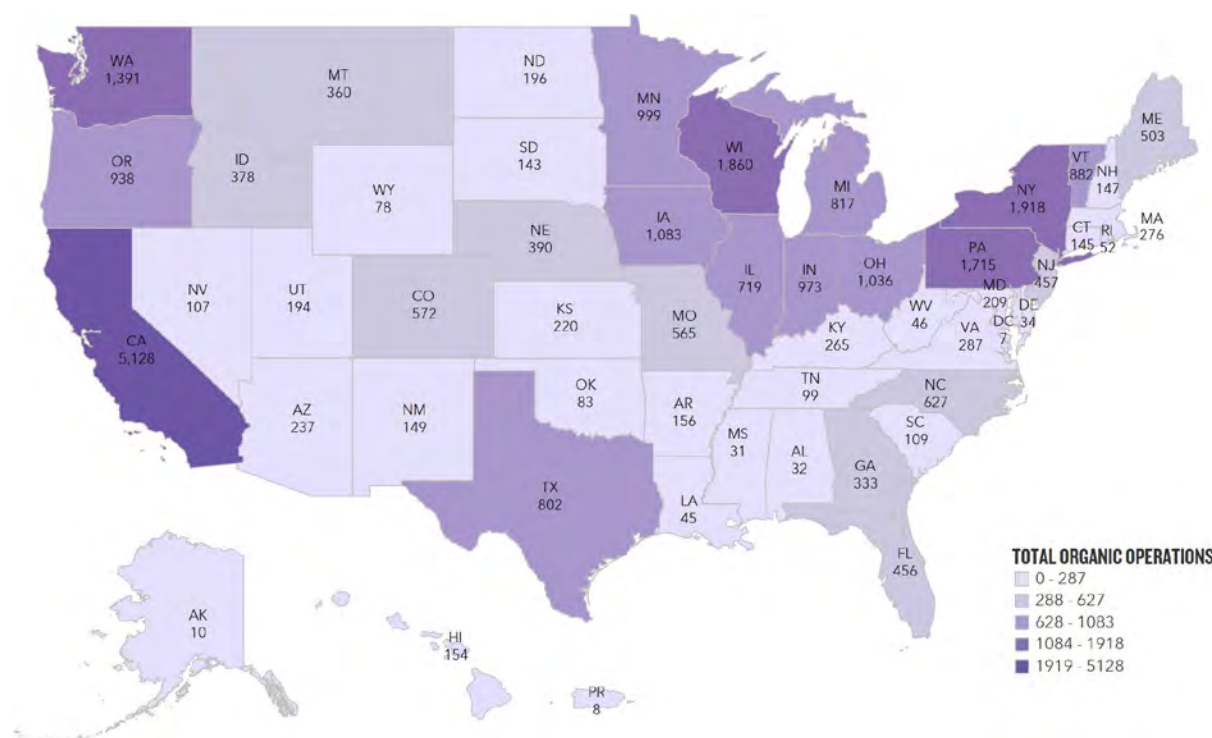 WA
1,391
MT
360
ND
196
MN
999
ME
503
OR
938
ID
378
SD
143
WI
1,860
VT
882
NH
147
WY
78
MI
817
NY
1,918
MA
276
IA
1,083
NE
390
CT
145
RI
52
PA
1,715
NJ
457
NV
107
UT
194
CO
572
IL
719
IN
973
OH
1,036
MD
209
DE
34
KS
220
MO
565
WV
46
VA
287
DC
7
CA
5,128
KY
265
TN
99
NC
627
AZ
237
NM
149
OK
83
AR
156
SC
109
MS
31
AL
32
GA
333
TX
802
LA
45
FL
456
AK
10
HI
154
PR
8
TOTAL ORGANIC OPERATIONS
0 - 287
288 - 627
628 - 1083
1084 - 1918
1919 - 5128